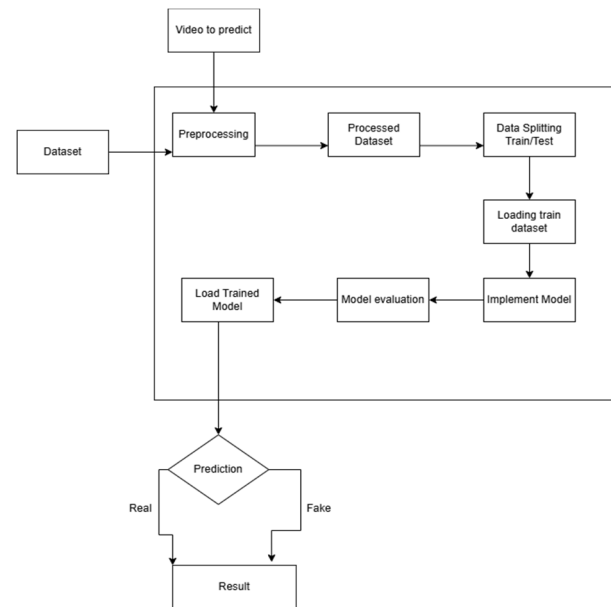 Video to predict
Dataset
Preprocessing
Processed
Dataset
Data Splitting
Train/Test
Loading train
dataset
Implement Model
Model evaluation
Load Trained
Model
Prediction
Real
Fake
Result